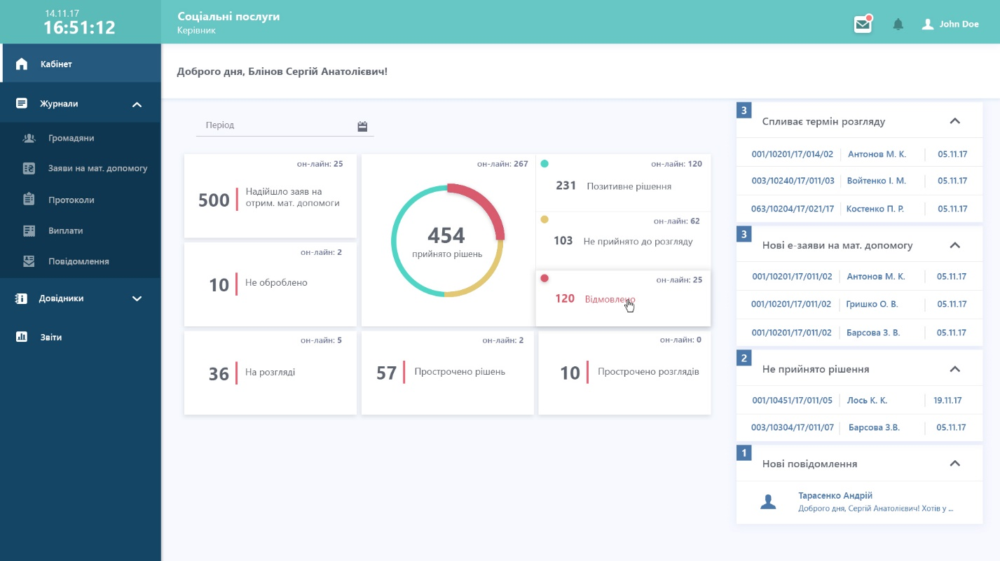 14.11.17
16:51:12
Соціальні послуги
Керівник
John Doe
Кабінет
Журнали
Громадяни
Заяви на мат. допомогу
Протоколи
Виплати
Повідомлення
Довідники
Звіти
Доброго дня, Блінов Сергій Анатолієвич!
Період
он-лайн: 25
500 Надійшло заяв на
отрим. мат. допомоги
он-лайн: 2
10 Не оброблено
он-лайн: 267
454
прийнято рішень
он-лайн: 120
231 Позитивне рішення
он-лайн: 62
103 Не прийнято до розгляду
он-лайн: 25
120 Відмовлено
он-лайн: 5
36 На розгляді
он-лайн: 2
57 Прострочено рішень
он-лайн: 0
10 Прострочено розглядів
3
Спливає термін розгляду
001/10201/17/014/02 Антонов М. К. 05.11.17
003/10240/17/011/03 Войтенко І. М. 05.11.17
063/10204/17/021/17 Костенко П. Р. 05.11.17
3
Нові е-заяви на мат. допомогу
001/10201/17/011/02 Антонов М. К. 05.11.17
001/10201/17/011/02 Гришко О. В. 05.11.17
001/10201/17/011/02 Барсова З. В. 05.11.17
2
Не прийнято рішення
001/10451/17/011/05 Лось К. К. 19.11.17
003/10304/17/011/07 Барсова З.В. 05.11.17
1
Нові повідомлення
Тарасенко Андрій
Доброго дня, Сергій Анатолієвич! Хотів у ...